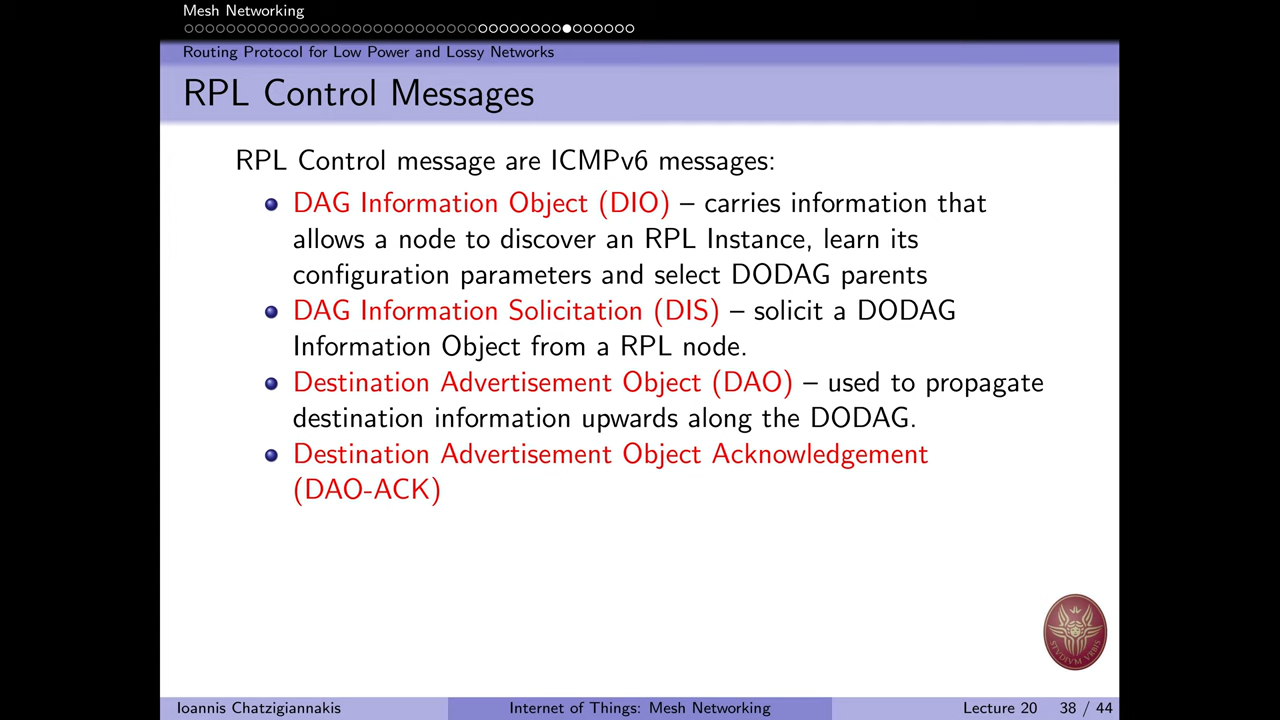 Mesh Networking
Routing Protocol for Low Power and Lossy Networks
RPL Control Messages
RPL Control message are ICMPv6 messages:
DAG Information Object (DIO) – carries information that
allows a node to discover an RPL Instance, learn its
configuration parameters and select DODAG parents
DAG Information Solicitation (DIS) – solicit a DODAG
Information Object from a RPL node.
Destination Advertisement Object (DAO) – used to propagate
destination information upwards along the DODAG.
Destination Advertisement Object Acknowledgement
(DAO-ACK)
STVDIVM VRBIS
Ioannis Chatzigiannakis Internet of Things: Mesh Networking Lecture 20 38 / 44